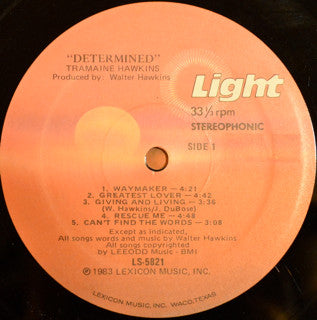 "DETERMINED"
TRAMAINE HAWKINS
Produced by: Walter Hawkins
Light
33⅓ rpm
STEREOPHONIC
SIDE 1
1. WAYMAKER — 4:21
2. GREATEST LOVER — 4:42
3. GIVING AND LIVING — 3:36
(W. Hawkins/J. DuBose)
4. RESCUE ME — 4:48
5. CAN'T FIND THE WORDS — 3:08
Except as indicated,
All songs words and music by Walter Hawkins
All songs copyrighted
by LEEODO Music - BMI
LS-5821
℗ 1983 LEXICON MUSIC, INC.
LEXICON MUSIC, INC. WACO, TEXAS